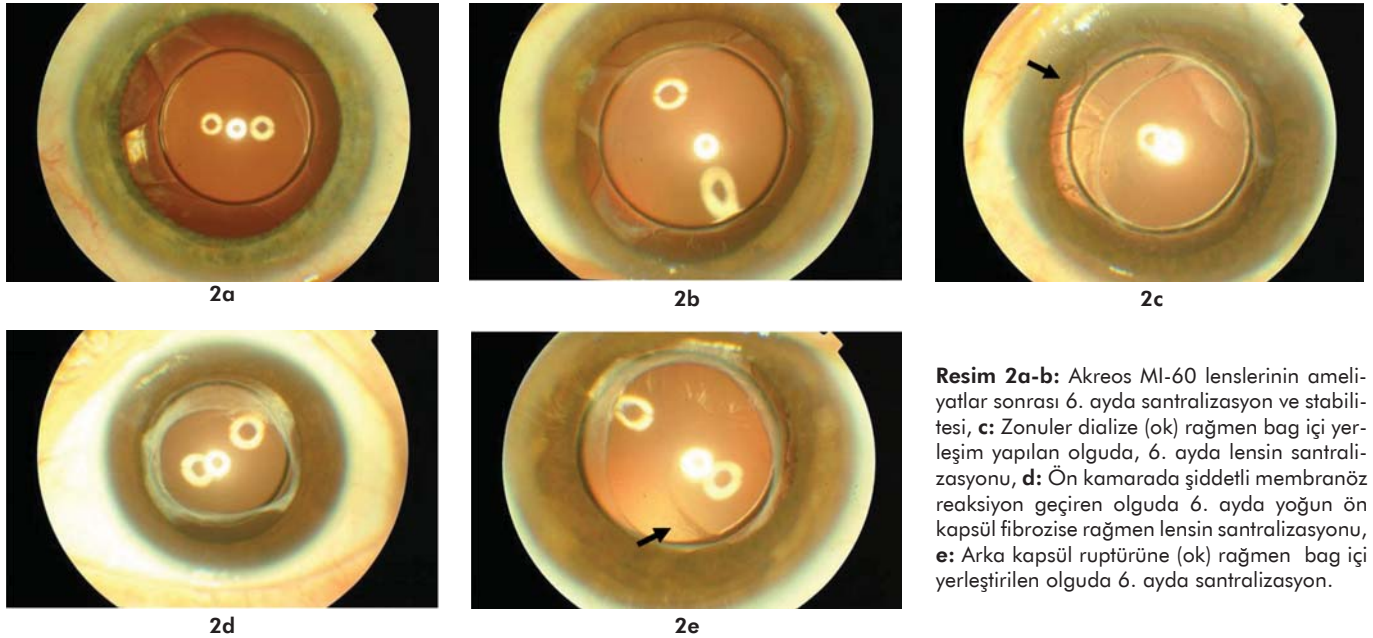 2a
2b
2c
2d
2e
Resim 2a-b: Akreos MI-60 lenslerinin ameli-
yatlar sonrası 6. ayda santralizasyon ve stabili-
tesi, c: Zonuler dialize (ok) rağmen bag içi yer-
leşim yapılan olguda, 6. ayda lensin santrali-
zasyonu, d: Ön kamarada şiddetli membranöz
reaksiyon geçiren olguda 6. ayda yoğun ön
kapsül fibrozise rağmen lensin santralizasyonu,
e: Arka kapsül ruptürüne (ok) rağmen bag içi
yerleştirilen olguda 6. ayda santralizasyon.